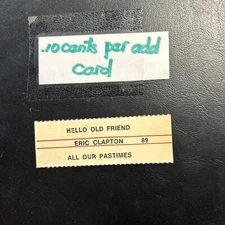 .10 cents per add
Card
HELLO OLD FRIEND
ERIC CLAPTON 89
ALL OUR PASTIMES